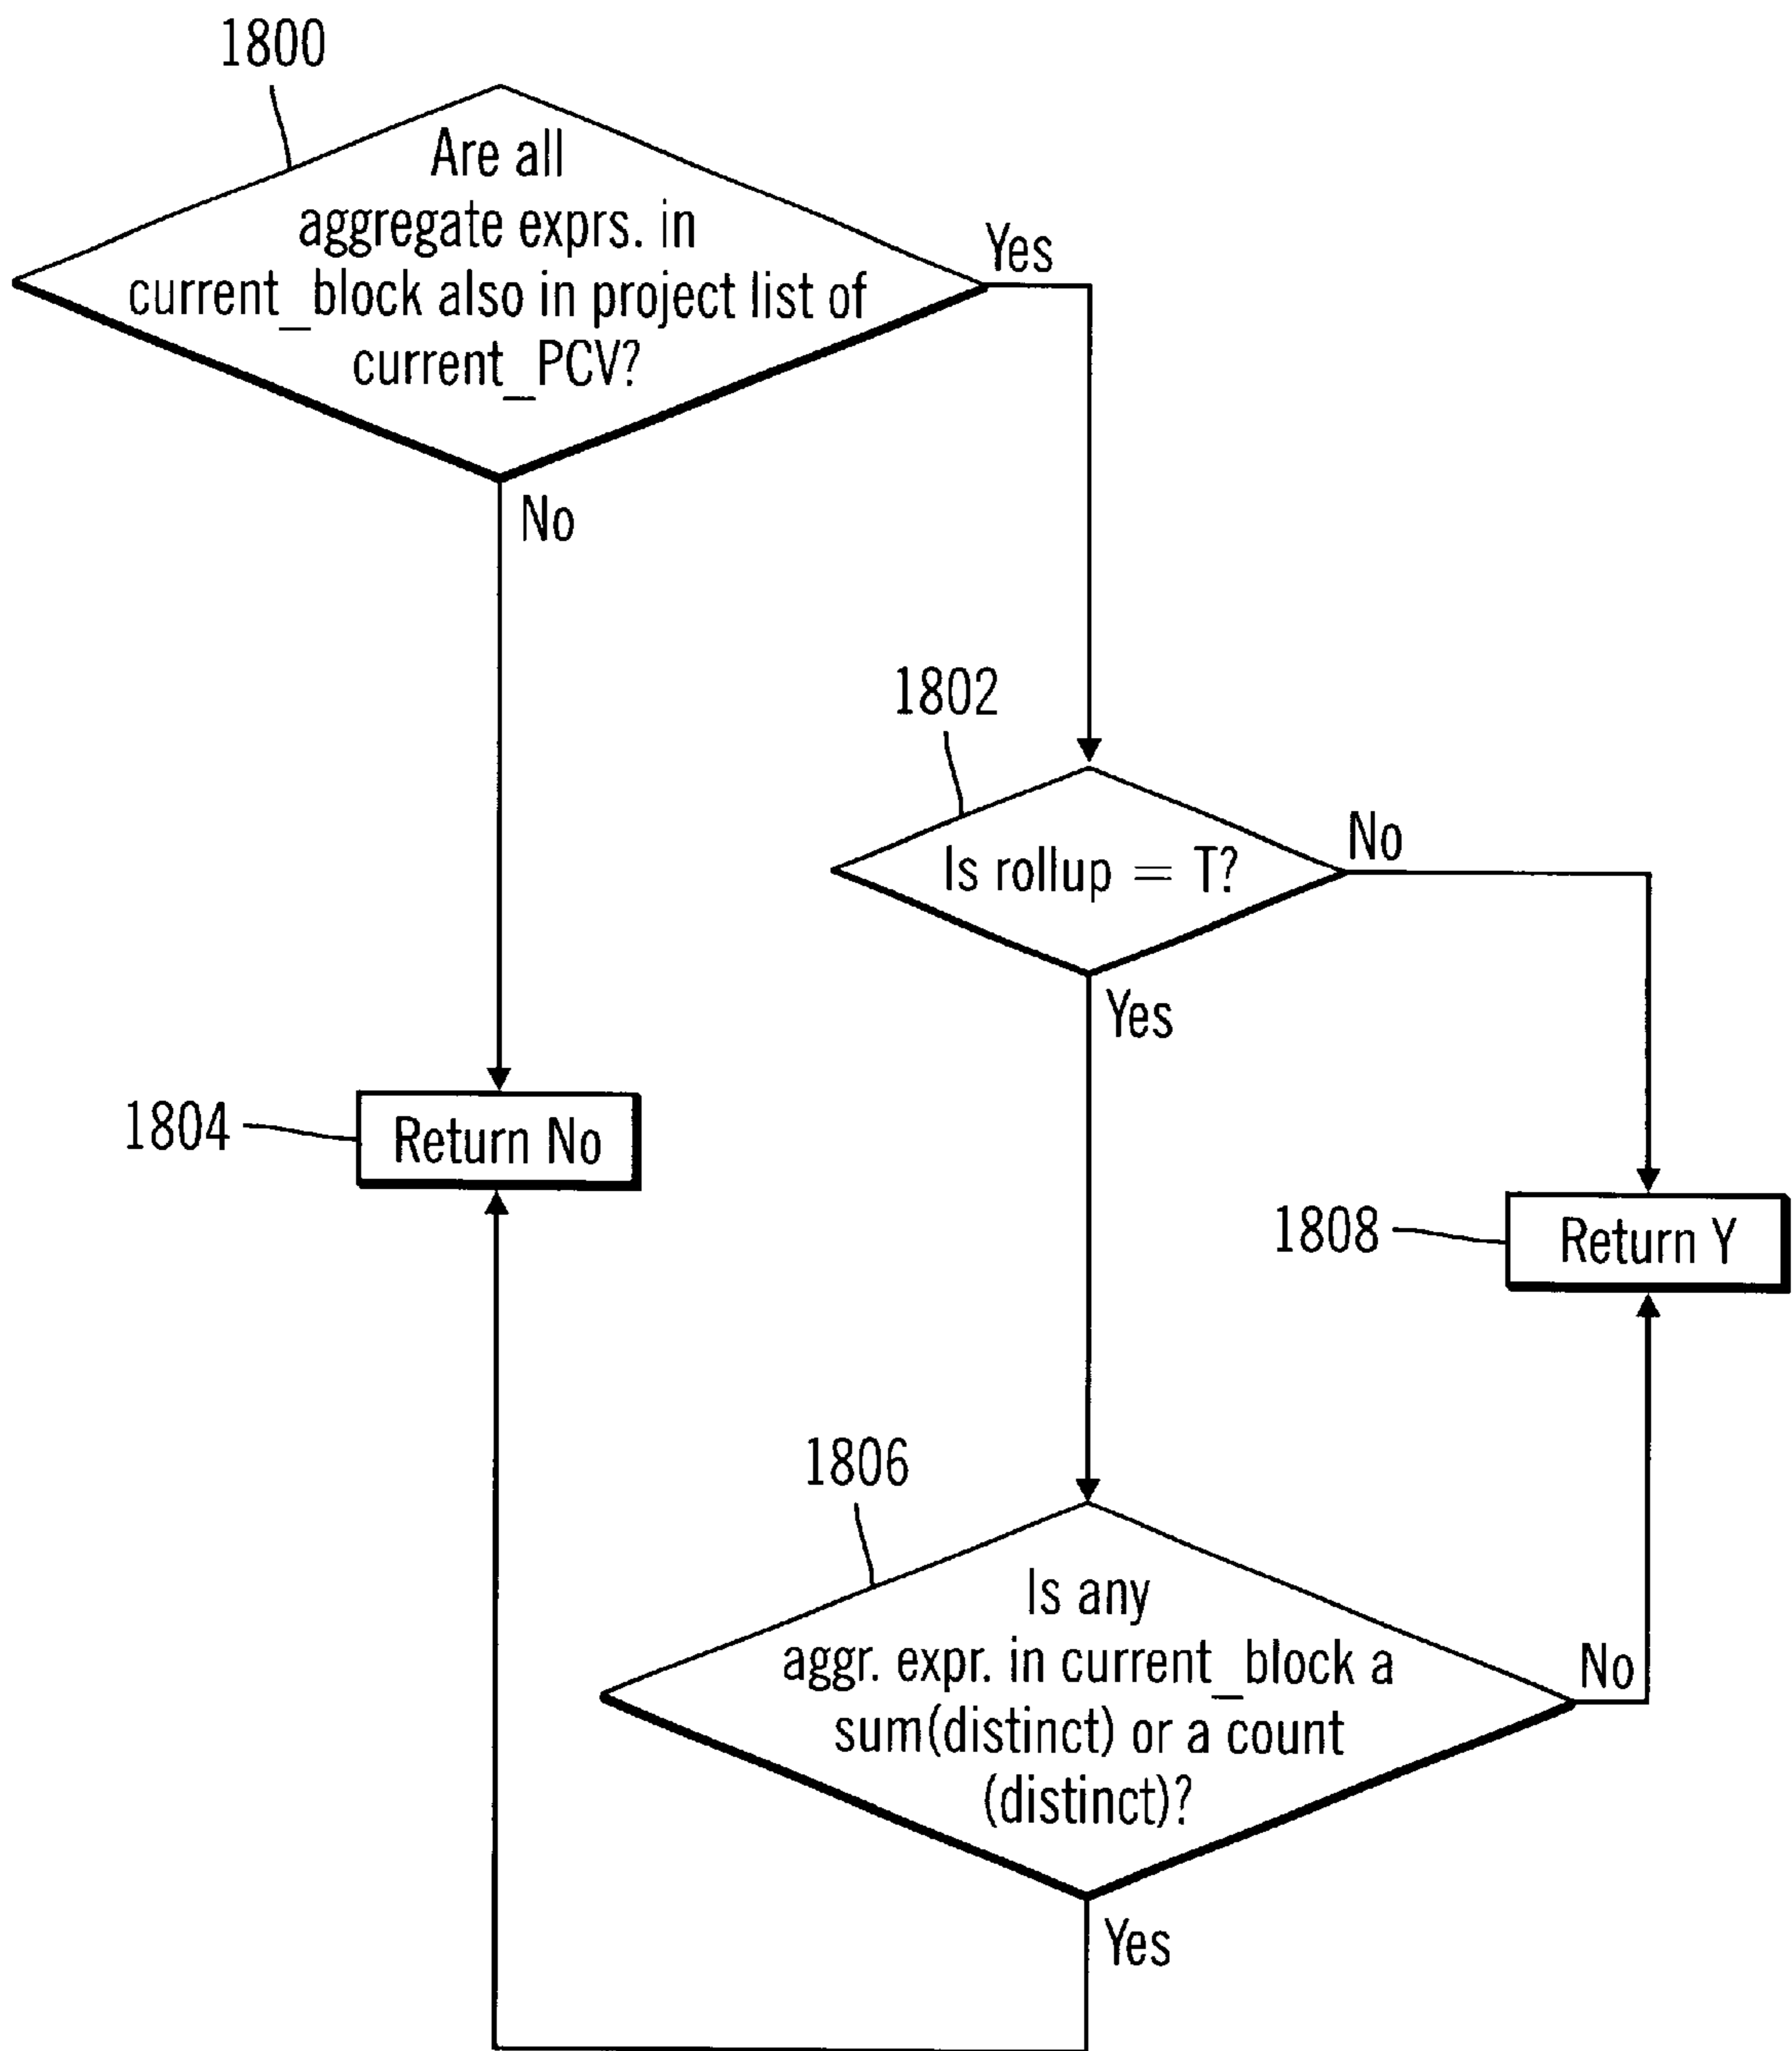 1800
Are all
aggregate exprs. in
current_block also in project list of
current_PCV?
Yes
No
1802
Is rollup = T?
No
Yes
1804
Return No
1808
Return Y
1806
Is any
aggr. expr. in current_block a
sum(distinct) or a count
(distinct)?
No
Yes